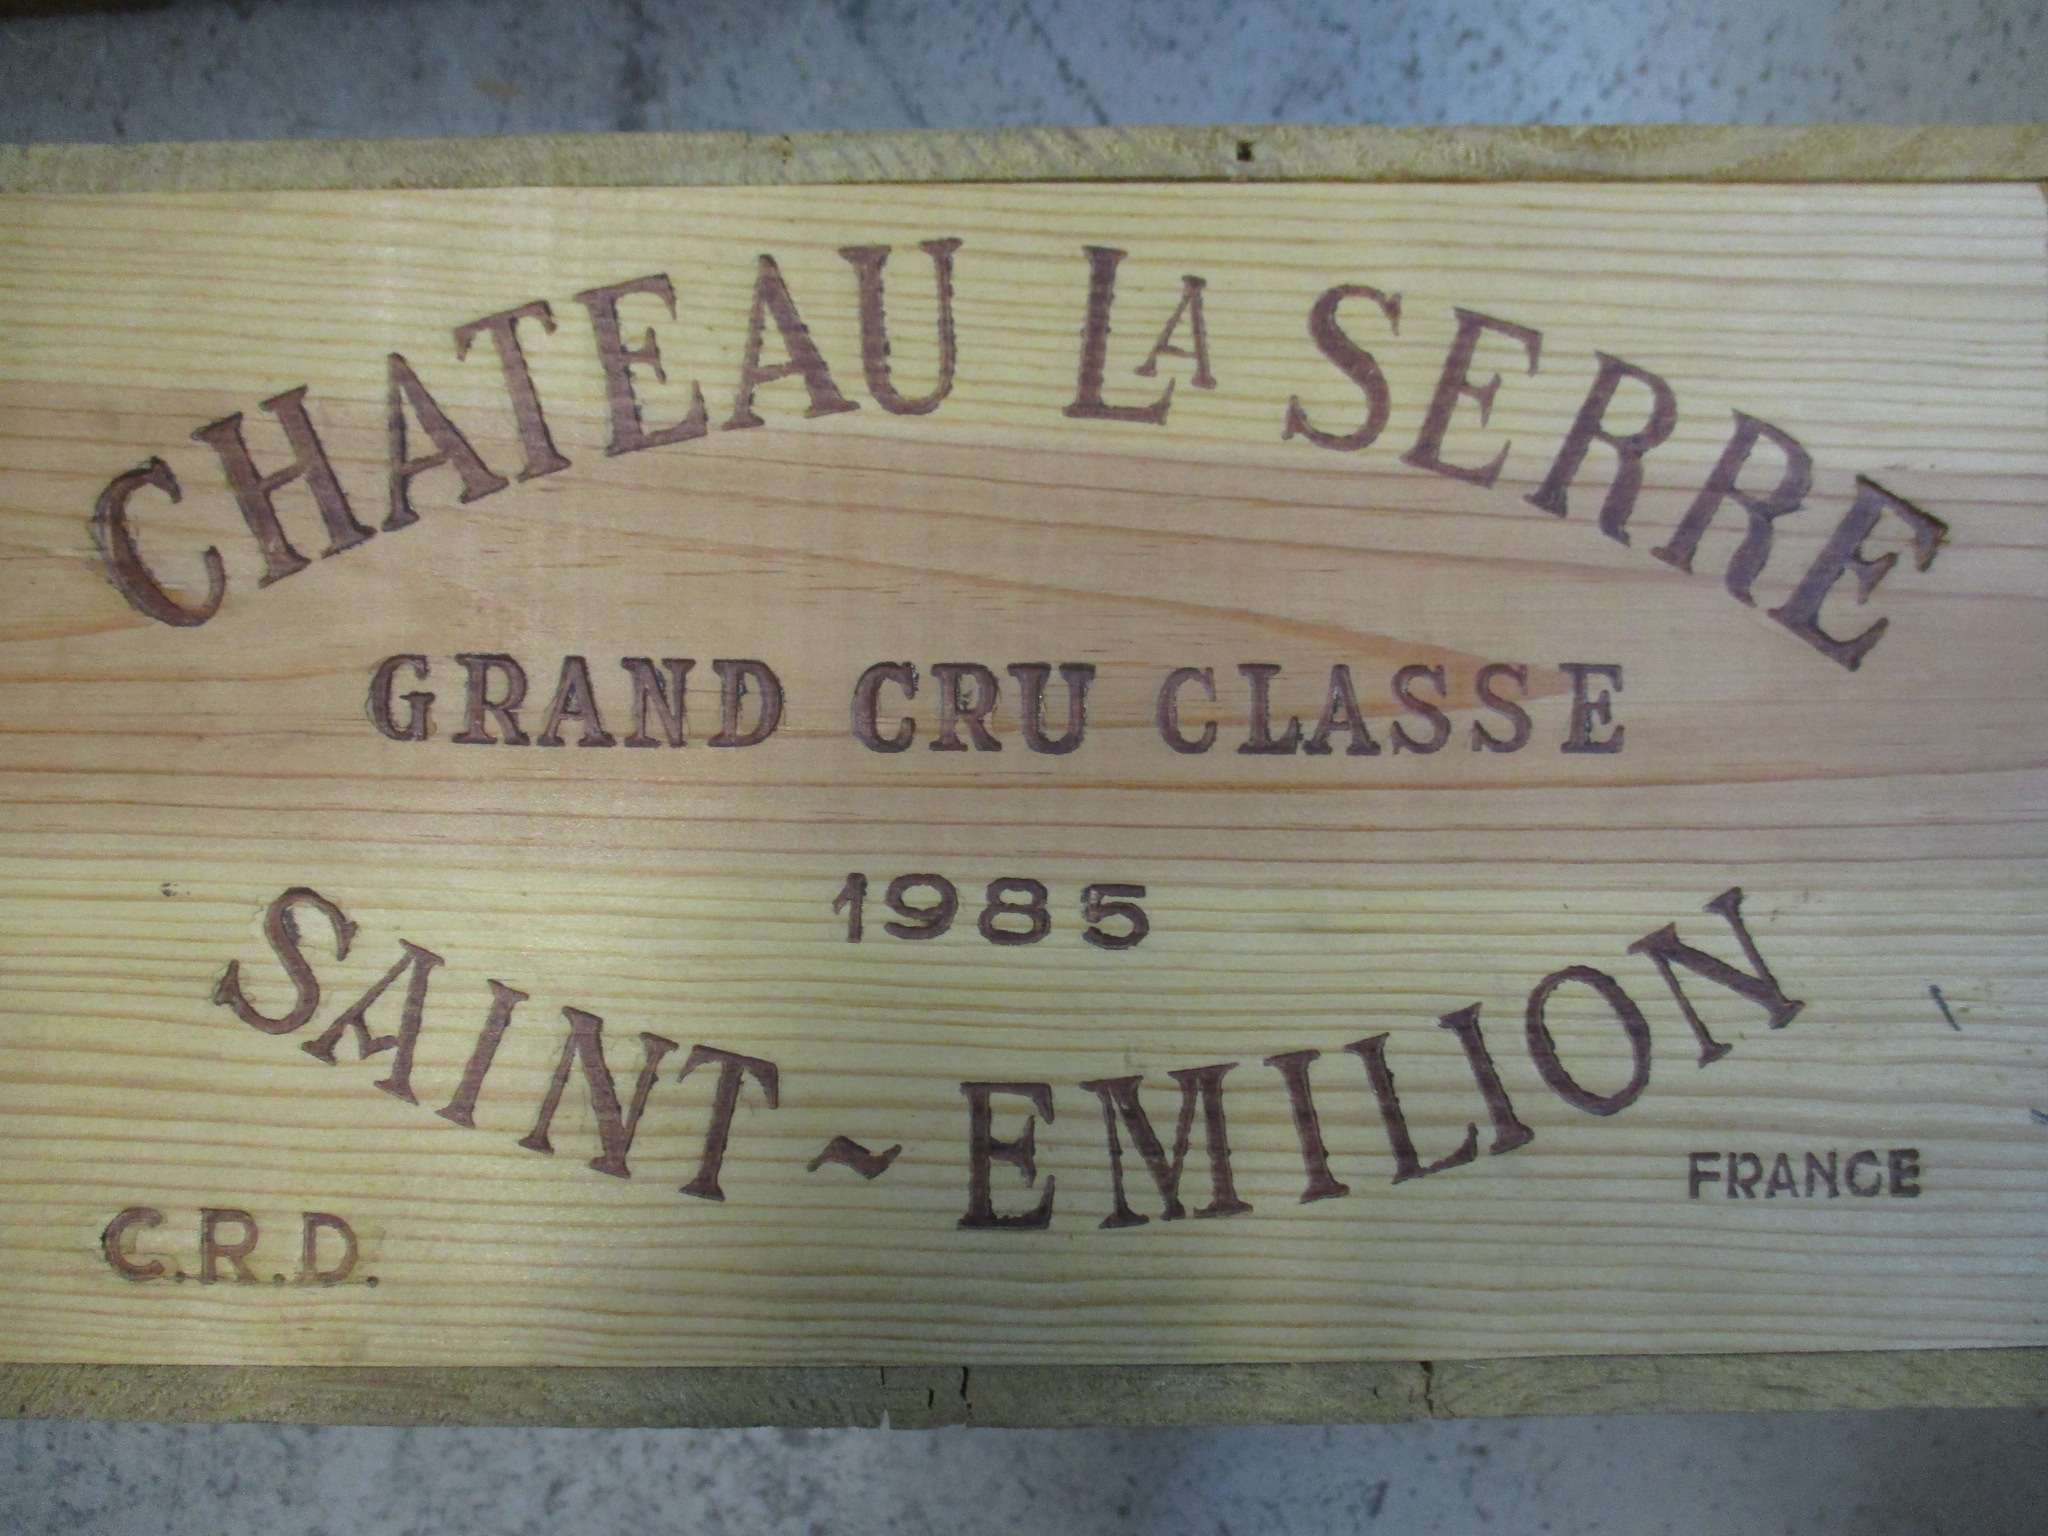 CHATEAU LA SERRE
GRAND CRU CLASSE
1985
SAINT~EMILION
FRANCE
C.R.D.